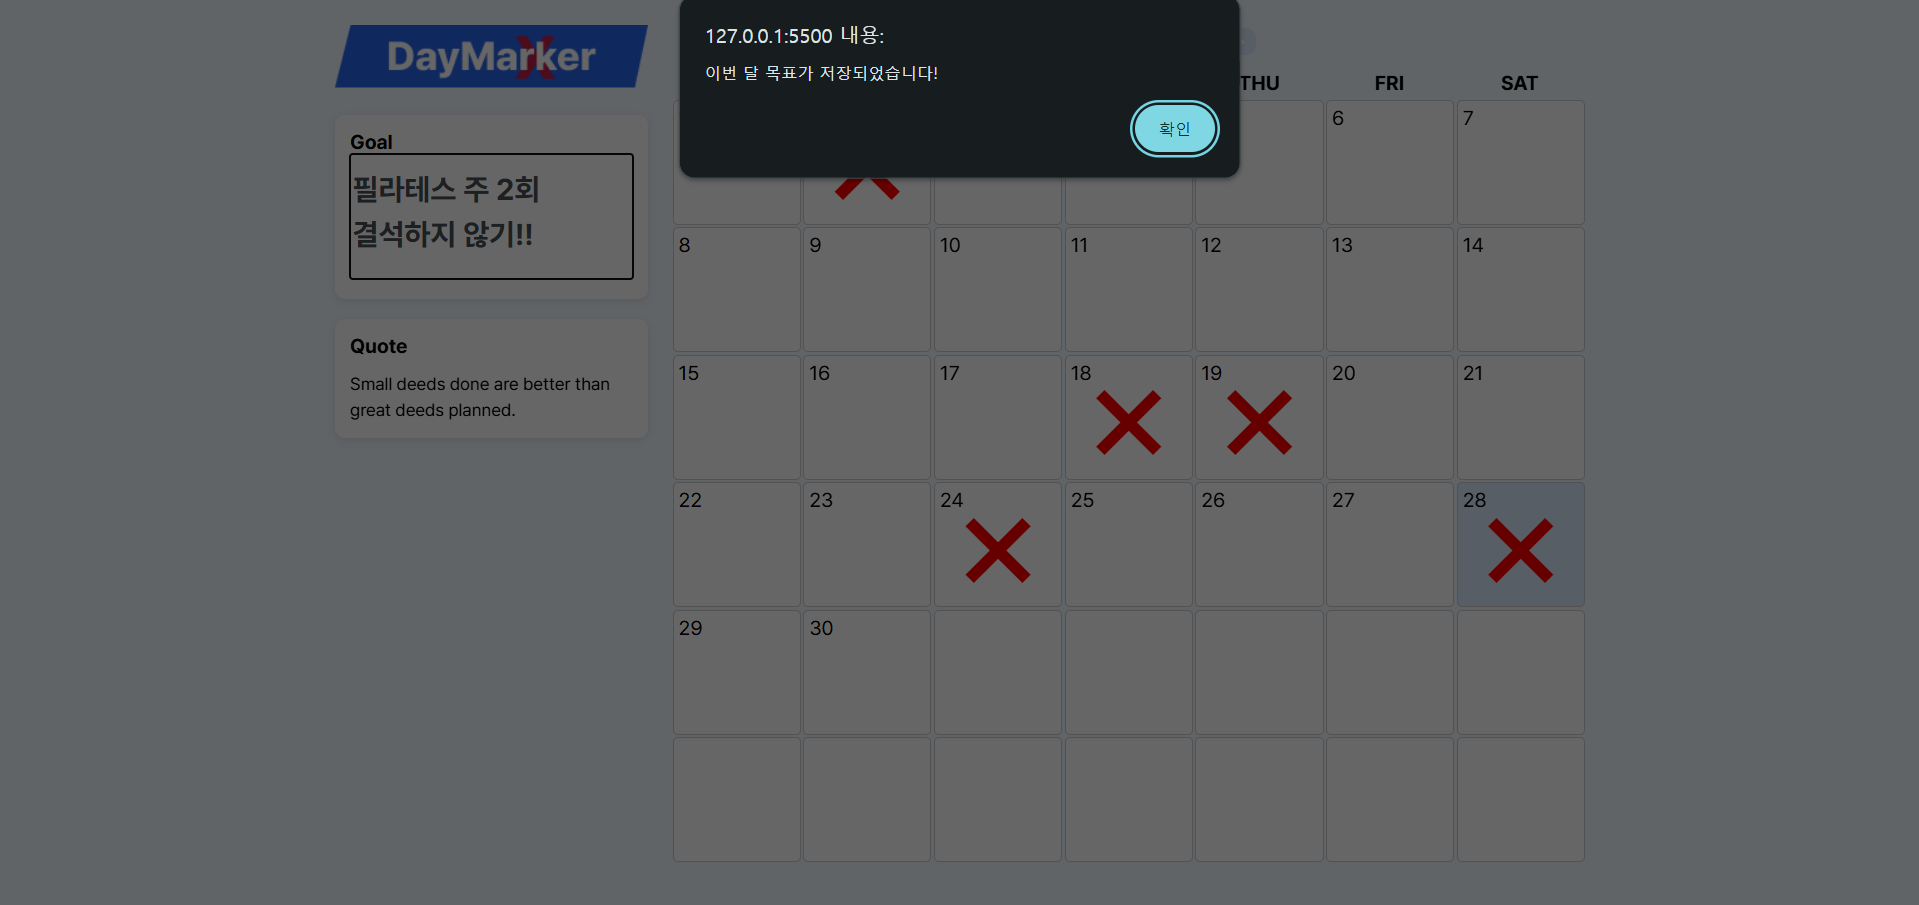 DayMarker
127.0.0.1:5500 내용:
이번 달 목표가 저장되었습니다!
확인
Goal
필라테스 주 2회
결석하지 않기!!
Quote
Small deeds done are better than
great deeds planned.
THU FRI SAT
6 7
8 9 10 11 12 13 14
15 16 17 18 19 20 21
22 23 24 25 26 27 28
29 30